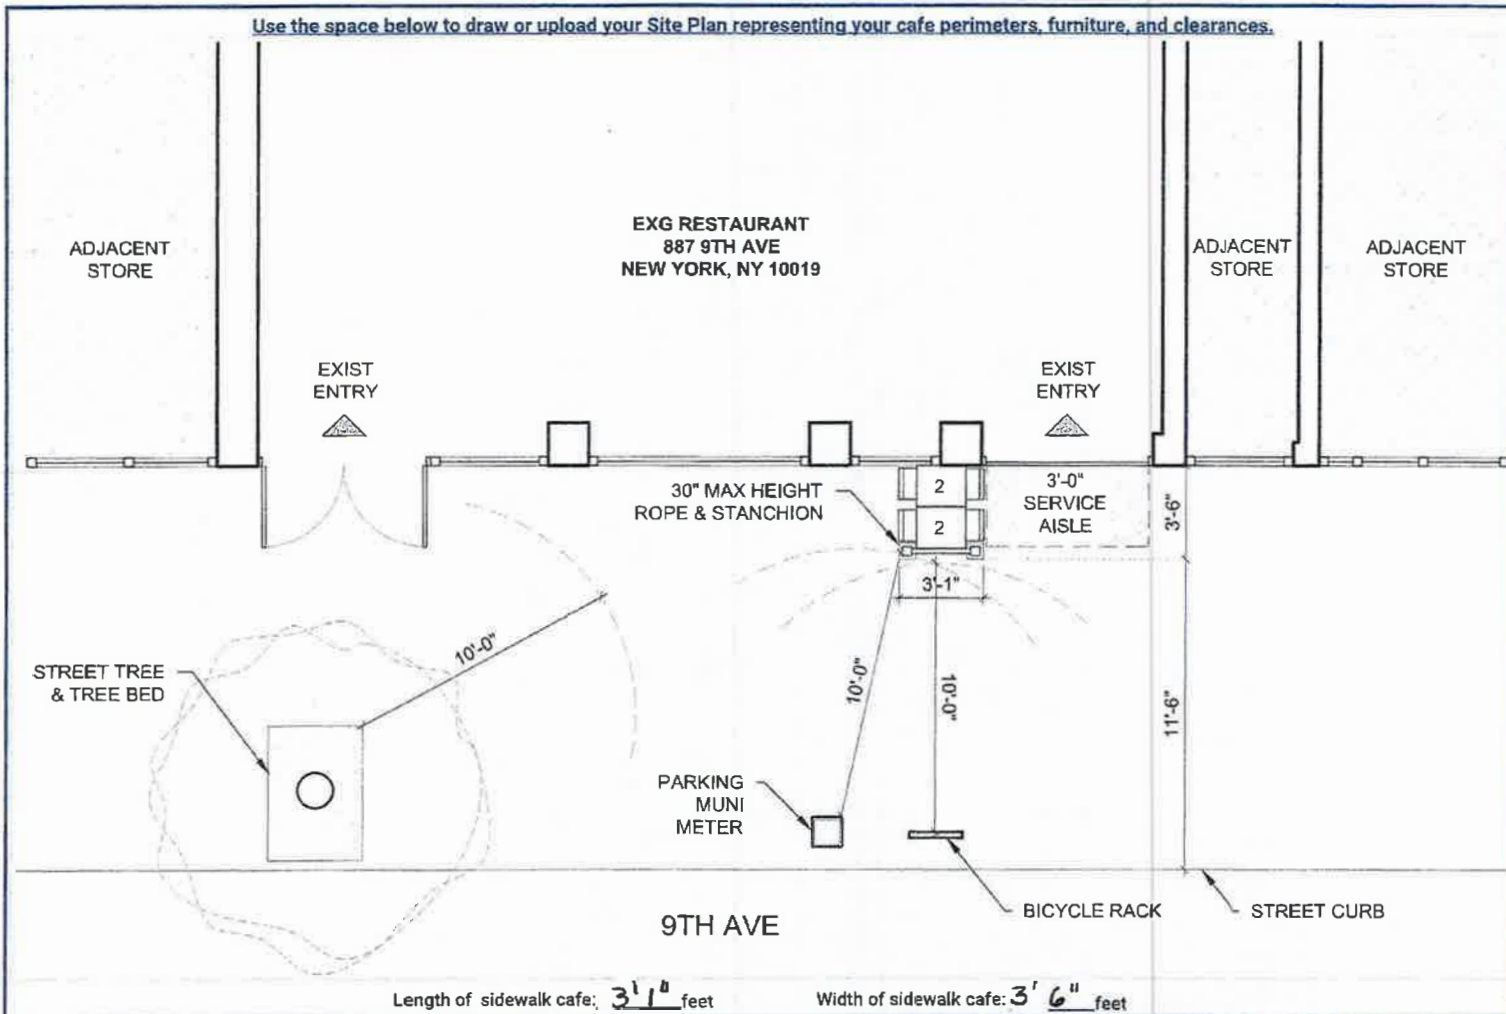 Use the space below to draw or upload your Site Plan representing your cafe perimeters, furniture, and clearances.
EXG RESTAURANT
887 9TH AVE
NEW YORK, NY 10019
ADJACENT
STORE
ADJACENT
STORE
ADJACENT
STORE
EXIST
ENTRY
EXIST
ENTRY
30" MAX HEIGHT
ROPE & STANCHION
2
2
3'-0"
SERVICE
AISLE
3'-6"
3'-1"
10'-0"
10'-0"
10'-0"
11'-6"
STREET TREE
& TREE BED
PARKING
MUNI
METER
BICYCLE RACK
STREET CURB
9TH AVE
Length of sidewalk cafe: 3'1" feet
Width of sidewalk cafe: 3' 6" feet